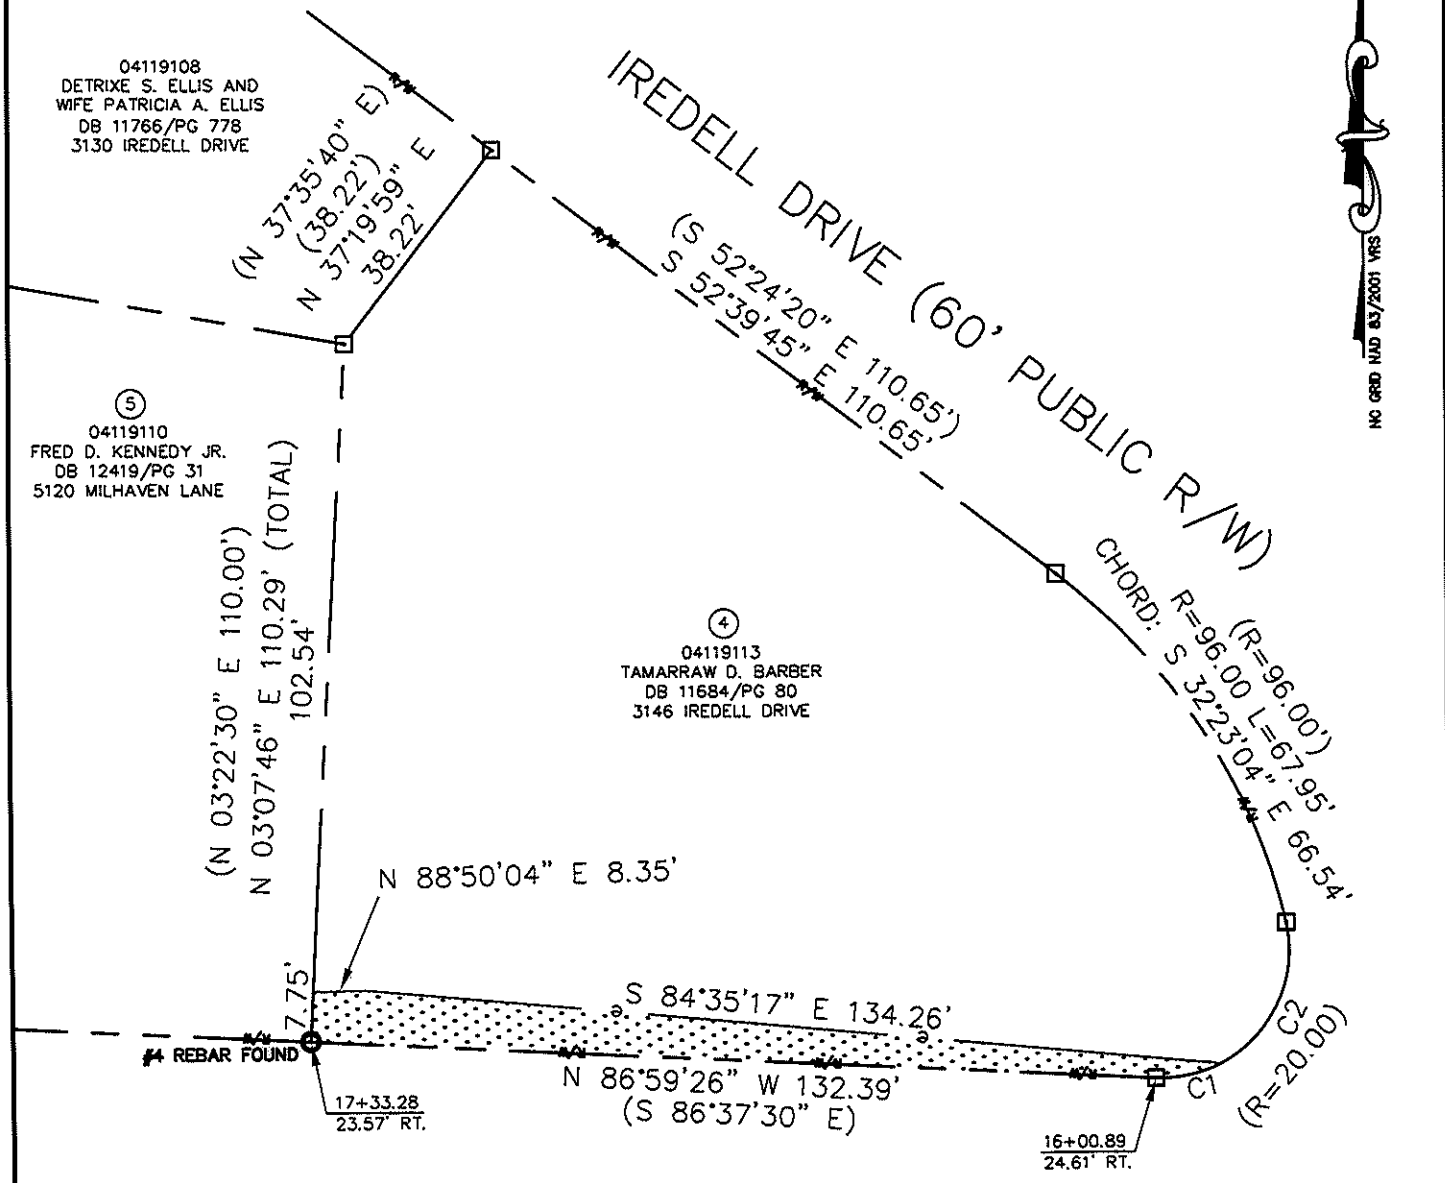 04119108
DETRIXE S. ELLIS AND
WIFE PATRICIA A. ELLIS
DB 11766/PG 778
3130 IREDELL DRIVE
(N 37°35'40" E)
(38.22')
N 37°19'59" E
38.22'
IREDELL DRIVE (60' PUBLIC R/W)
R/W
R/W
(S 52°24'20" E 110.65')
S 52°39'45" E 110.65'
R/W
NC GRID NAD 83/2001 VRS
5
04119110
FRED D. KENNEDY JR.
DB 12419/PG 31
5120 MILHAVEN LANE
(N 03°22'30" E 110.00')
N 03°07'46" E 110.29' (TOTAL)
102.54'
4
04119113
TAMARRAW D. BARBER
DB 11684/PG 80
3146 IREDELL DRIVE
(R=96.00')
R=96.00 L=67.95'
CHORD: S 32°23'04" E 66.54'
R/W
N 88°50'04" E 8.35'
7.75'
S 84°35'17" E 134.26'
C2
(R=20.00)
C1
R/W
R/W
R/W
R/W
#4 REBAR FOUND
N 86°59'26" W 132.39'
(S 86°37'30" E)
17+33.28
23.57' RT.
16+00.89
24.61' RT.